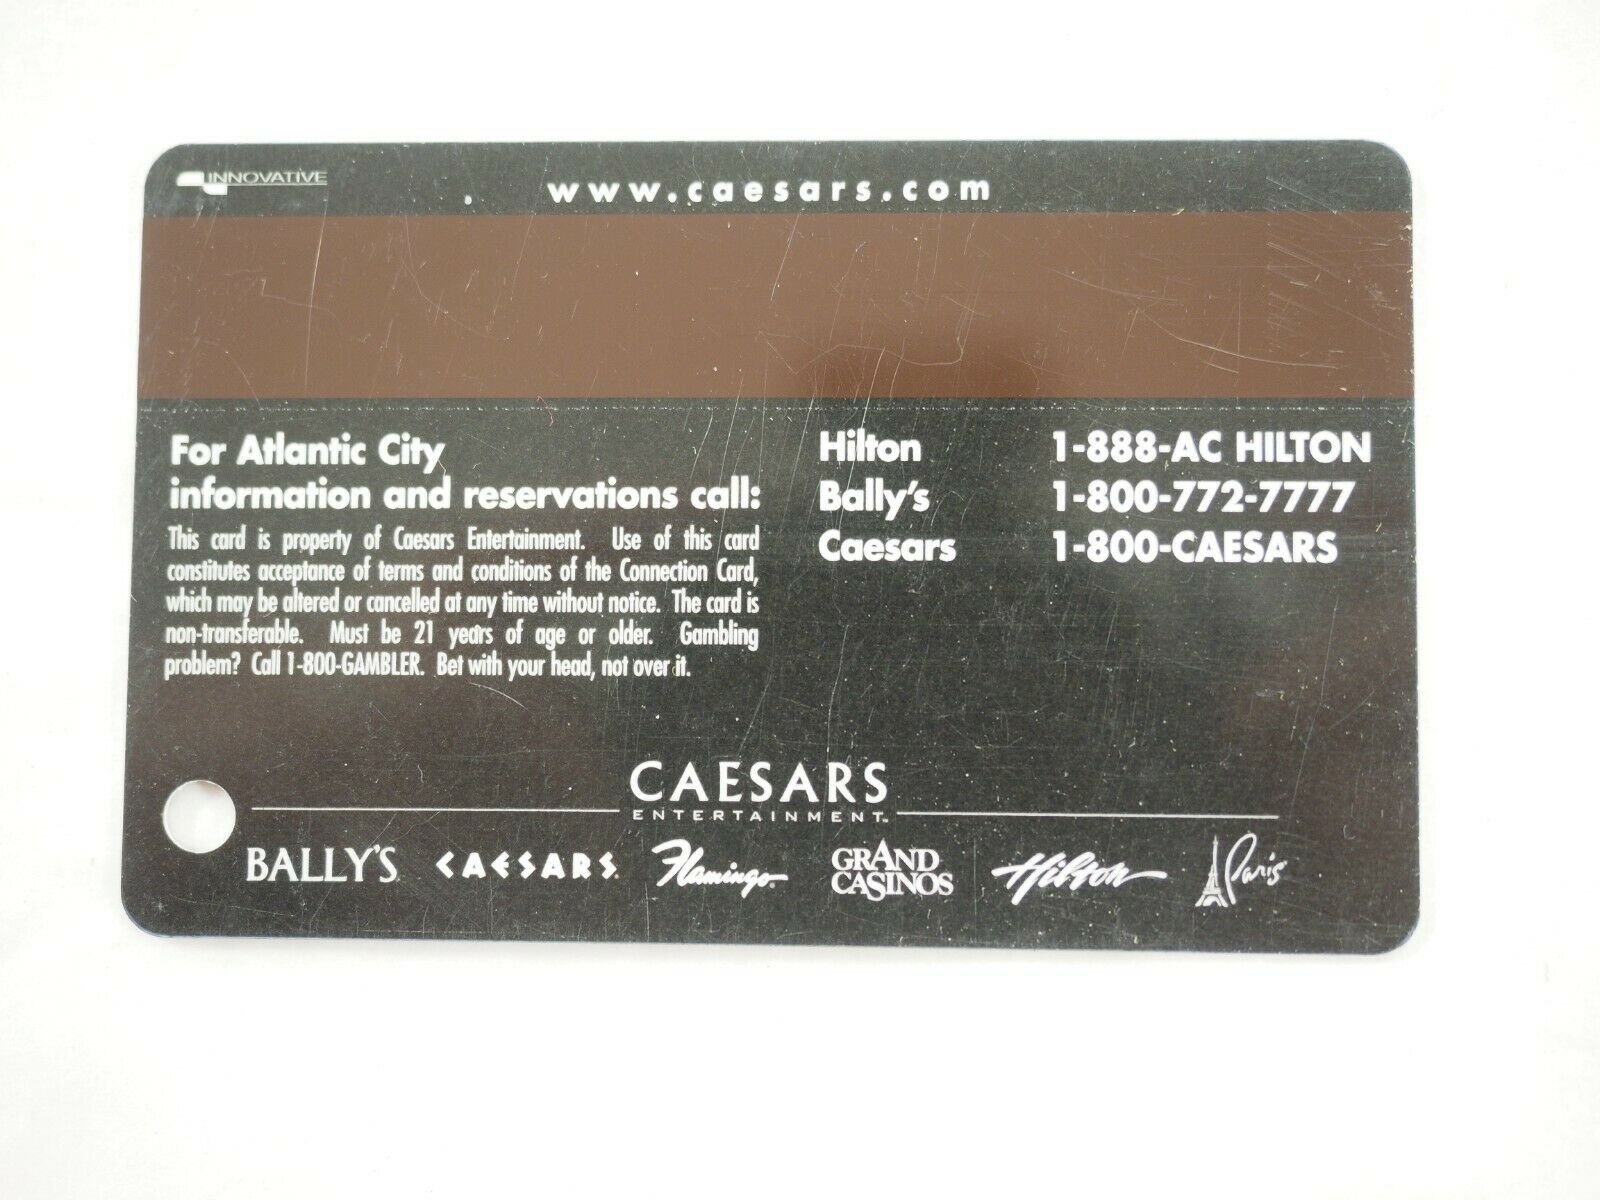 INNOVATIVE
www.caesars.com
For Atlantic City
information and reservations call:
This card is property of Caesars Entertainment. Use of this card
constitutes acceptance of terms and conditions of the Connection Card,
which may be altered or cancelled at any time without notice. The card is
non-transferable. Must be 21 years of age or older. Gambling
problem? Call 1-800-GAMBLER. Bet with your head, not over it.
Hilton 1-888-AC HILTON
Bally's 1-800-772-7777
Caesars 1-800-CAESARS
CAESARS
ENTERTAINMENT™
BALLY'S CAESARS® Flamingo® GRAND CASINOS Hilton Paris